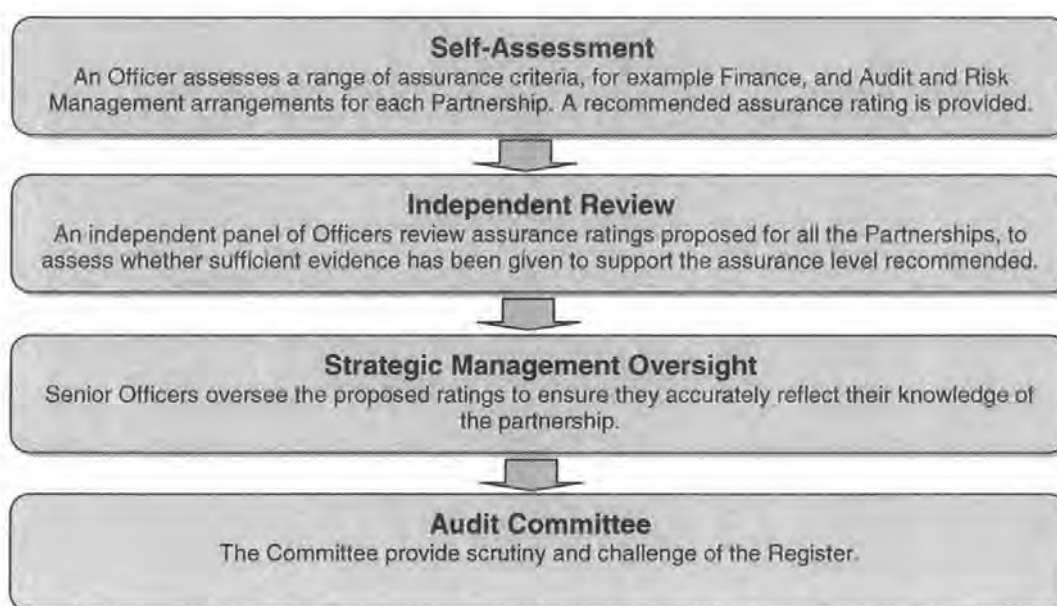 Self-Assessment
An Officer assesses a range of assurance criteria, for example Finance, and Audit and Risk
Management arrangements for each Partnership. A recommended assurance rating is provided.
Independent Review
An independent panel of Officers review assurance ratings proposed for all the Partnerships, to
assess whether sufficient evidence has been given to support the assurance level recommended.
Strategic Management Oversight
Senior Officers oversee the proposed ratings to ensure they accurately reflect their knowledge of
the partnership.
Audit Committee
The Committee provide scrutiny and challenge of the Register.